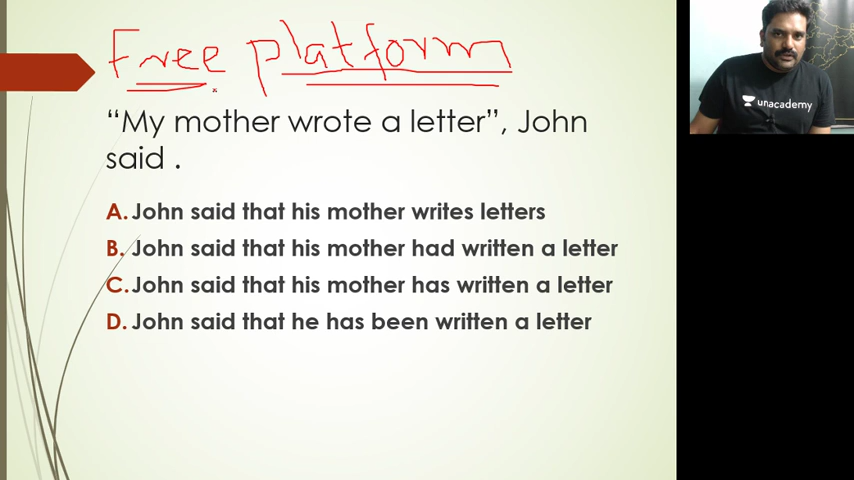 Free platform
“My mother wrote a letter”, John
said .
A. John said that his mother writes letters
B. John said that his mother had written a letter
C. John said that his mother has written a letter
D. John said that he has been written a letter
unacademy